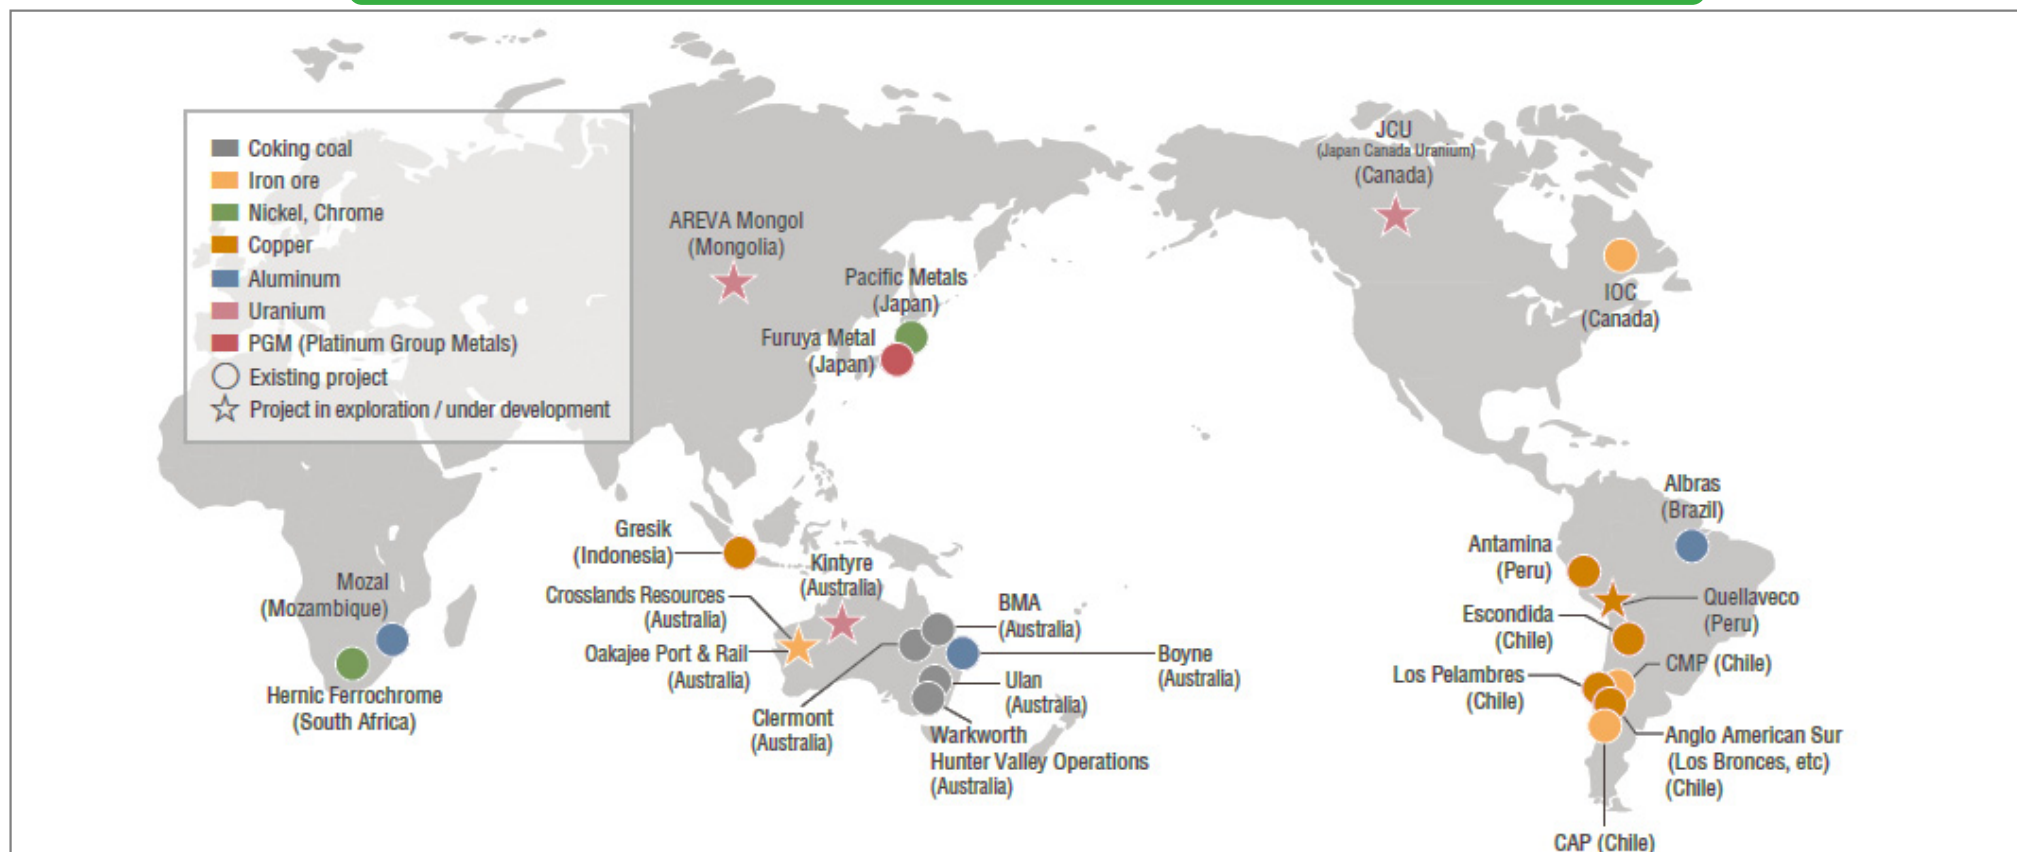 Coking coal
Iron ore
Nickel, Chrome
Copper
Aluminum
Uranium
PGM (Platinum Group Metals)
Existing project
Project in exploration / under development
AREVA Mongol
(Mongolia)
Pacific Metals
(Japan)
Furuya Metal
(Japan)
JCU
(Japan Canada Uranium)
(Canada)
IOC
(Canada)
Mozal
(Mozambique)
Hernic Ferrochrome
(South Africa)
Gresik
(Indonesia)
Kintyre
(Australia)
Crosslands Resources
(Australia)
Oakajee Port & Rail
(Australia)
BMA
(Australia)
Boyne
(Australia)
Ulan
(Australia)
Clermont
(Australia)
Warkworth
Hunter Valley Operations
(Australia)
Albras
(Brazil)
Antamina
(Peru)
Quellaveco
(Peru)
Escondida
(Chile)
CMP (Chile)
Los Pelambres
(Chile)
Anglo American Sur
(Los Bronces, etc)
(Chile)
CAP (Chile)